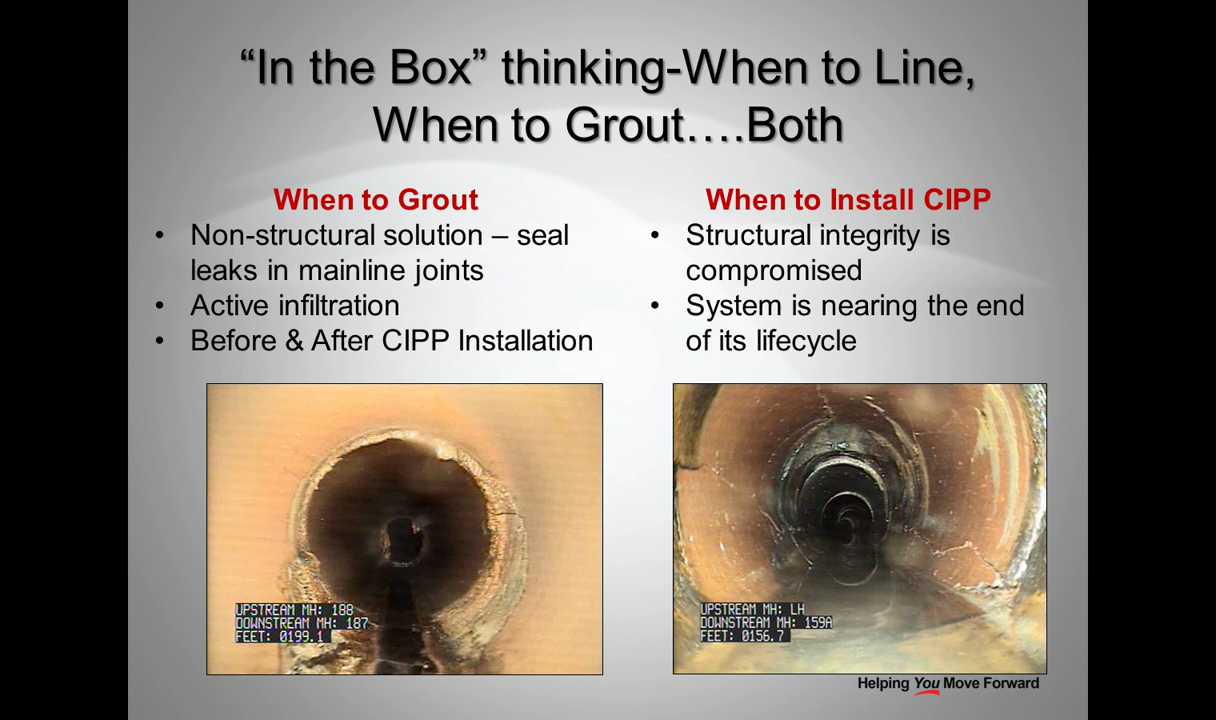 “In the Box” thinking-When to Line,
When to Grout….Both
When to Grout
• Non-structural solution – seal
leaks in mainline joints
• Active infiltration
• Before & After CIPP Installation
When to Install CIPP
• Structural integrity is
compromised
• System is nearing the end
of its lifecycle
UPSTREAM MH: 188
DOWNSTREAM MH: 187
FEET: 0199.1
UPSTREAM MH: LH
DOWNSTREAM MH: 159A
FEET: 0156.7
Helping You Move Forward